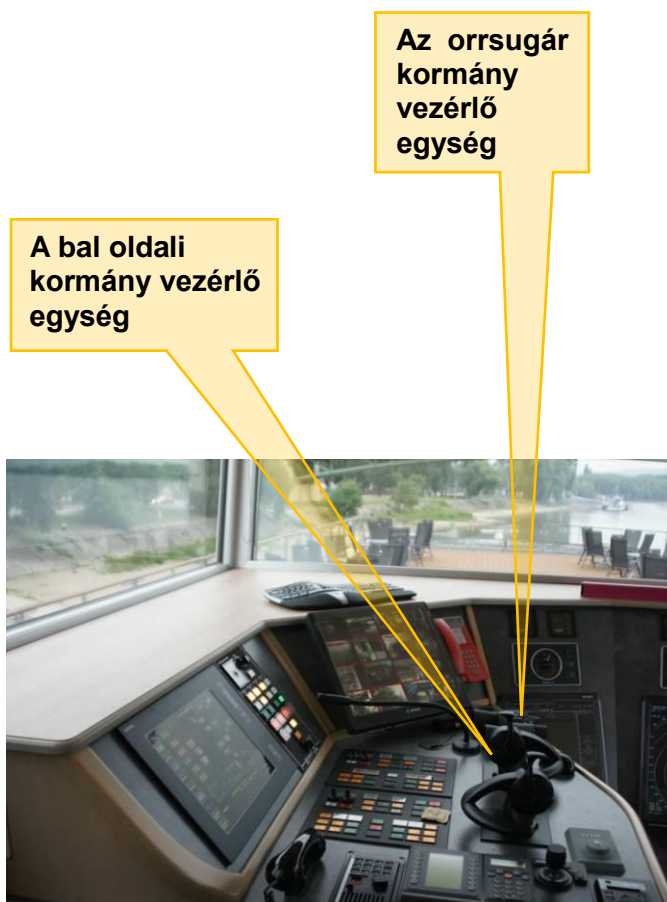 Az orrsugár
kormány
vezérlő
egység
A bal oldali
kormány vezérlő
egység